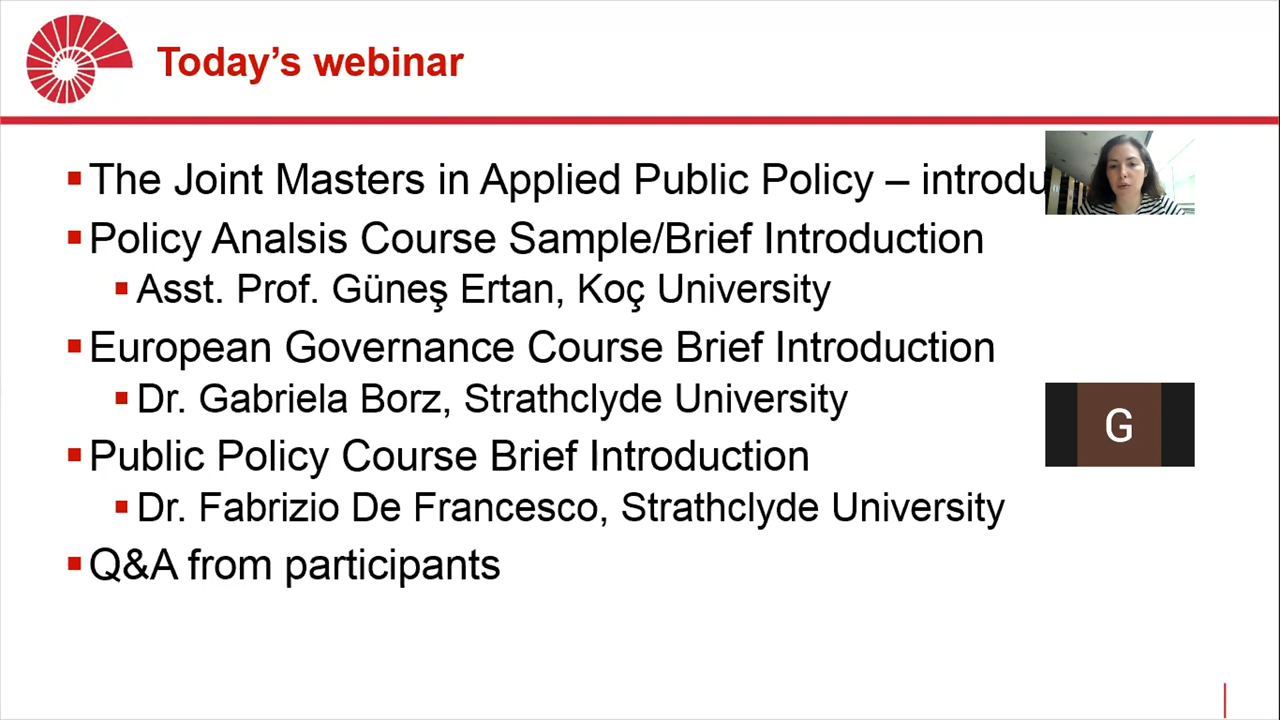 Today's webinar
The Joint Masters in Applied Public Policy – introdu
Policy Analsis Course Sample/Brief Introduction
Asst. Prof. Güneş Ertan, Koç University
European Governance Course Brief Introduction
Dr. Gabriela Borz, Strathclyde University
G
Public Policy Course Brief Introduction
Dr. Fabrizio De Francesco, Strathclyde University
Q&A from participants